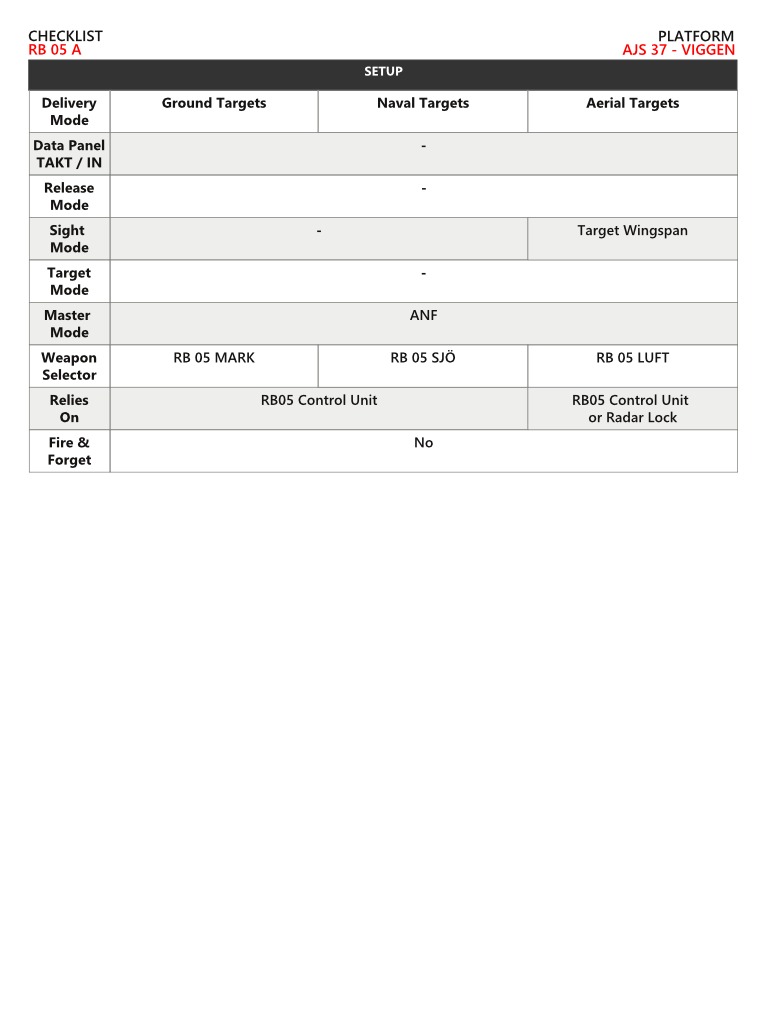 CHECKLIST PLATFORM
RB 05 A AJS 37 - VIGGEN
SETUP
Delivery Mode Ground Targets Naval Targets Aerial Targets
Data Panel TAKT / IN -
Release Mode -
Sight Mode - Target Wingspan
Target Mode -
Master Mode ANF
Weapon Selector RB 05 MARK RB 05 SJÖ RB 05 LUFT
Relies On RB05 Control Unit RB05 Control Unit or Radar Lock
Fire & Forget No